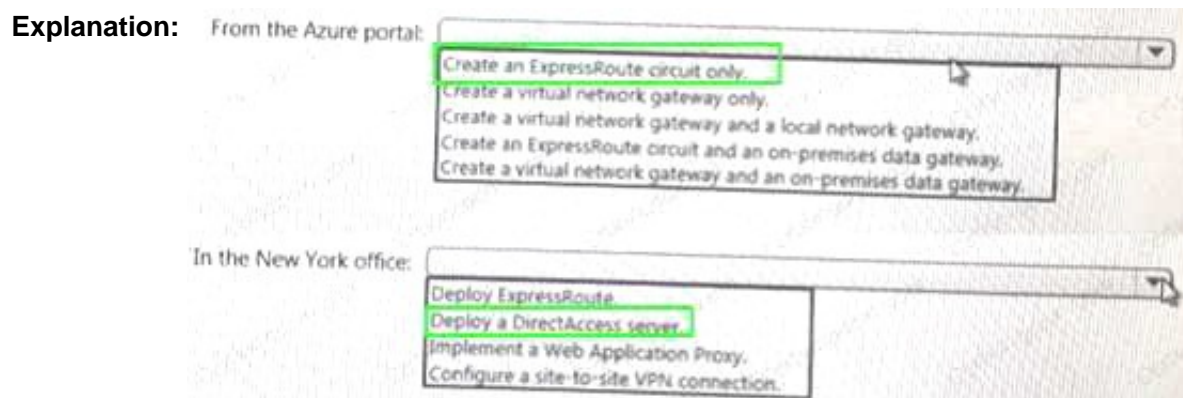 Explanation:
From the Azure portal:
Create an ExpressRoute circuit only.
Create a virtual network gateway only.
Create a virtual network gateway and a local network gateway.
Create an ExpressRoute circuit and an on-premises data gateway.
Create a virtual network gateway and an on-premises data gateway.
In the New York office:
Deploy ExpressRoute.
Deploy a DirectAccess server.
Implement a Web Application Proxy.
Configure a site-to-site VPN connection.